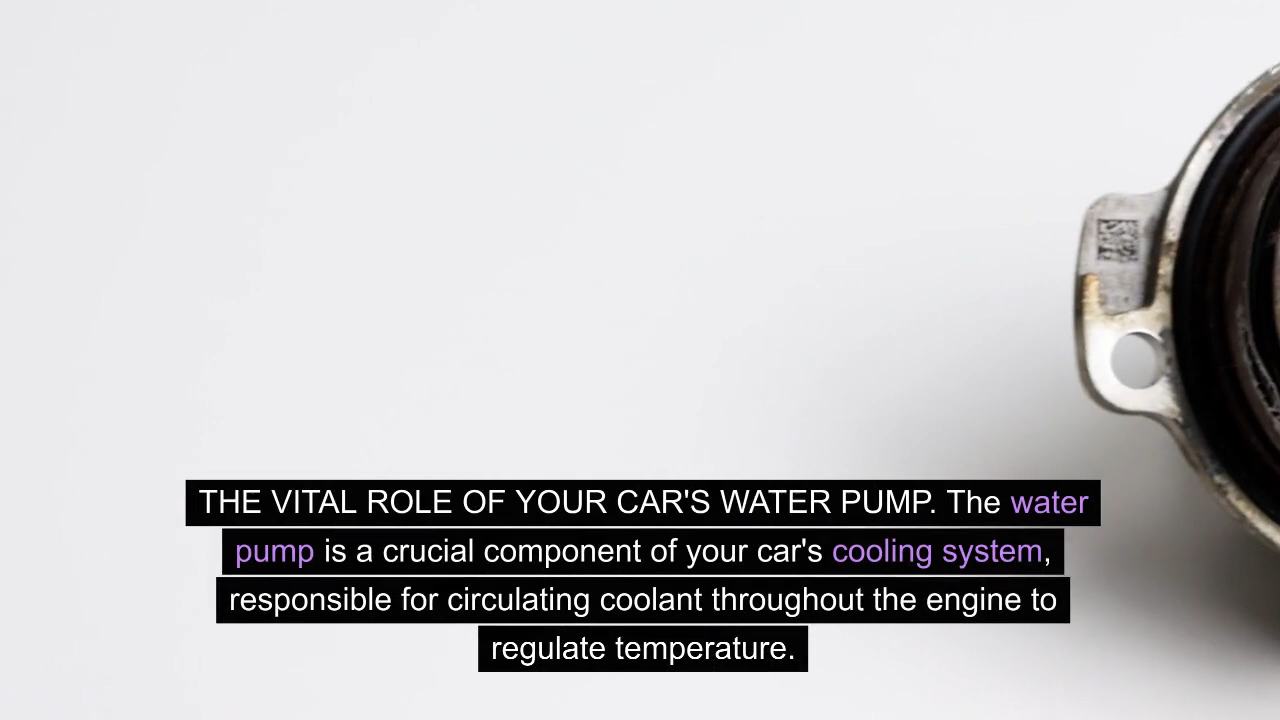 THE VITAL ROLE OF YOUR CAR'S WATER PUMP. The water
pump is a crucial component of your car's cooling system,
responsible for circulating coolant throughout the engine to
regulate temperature.